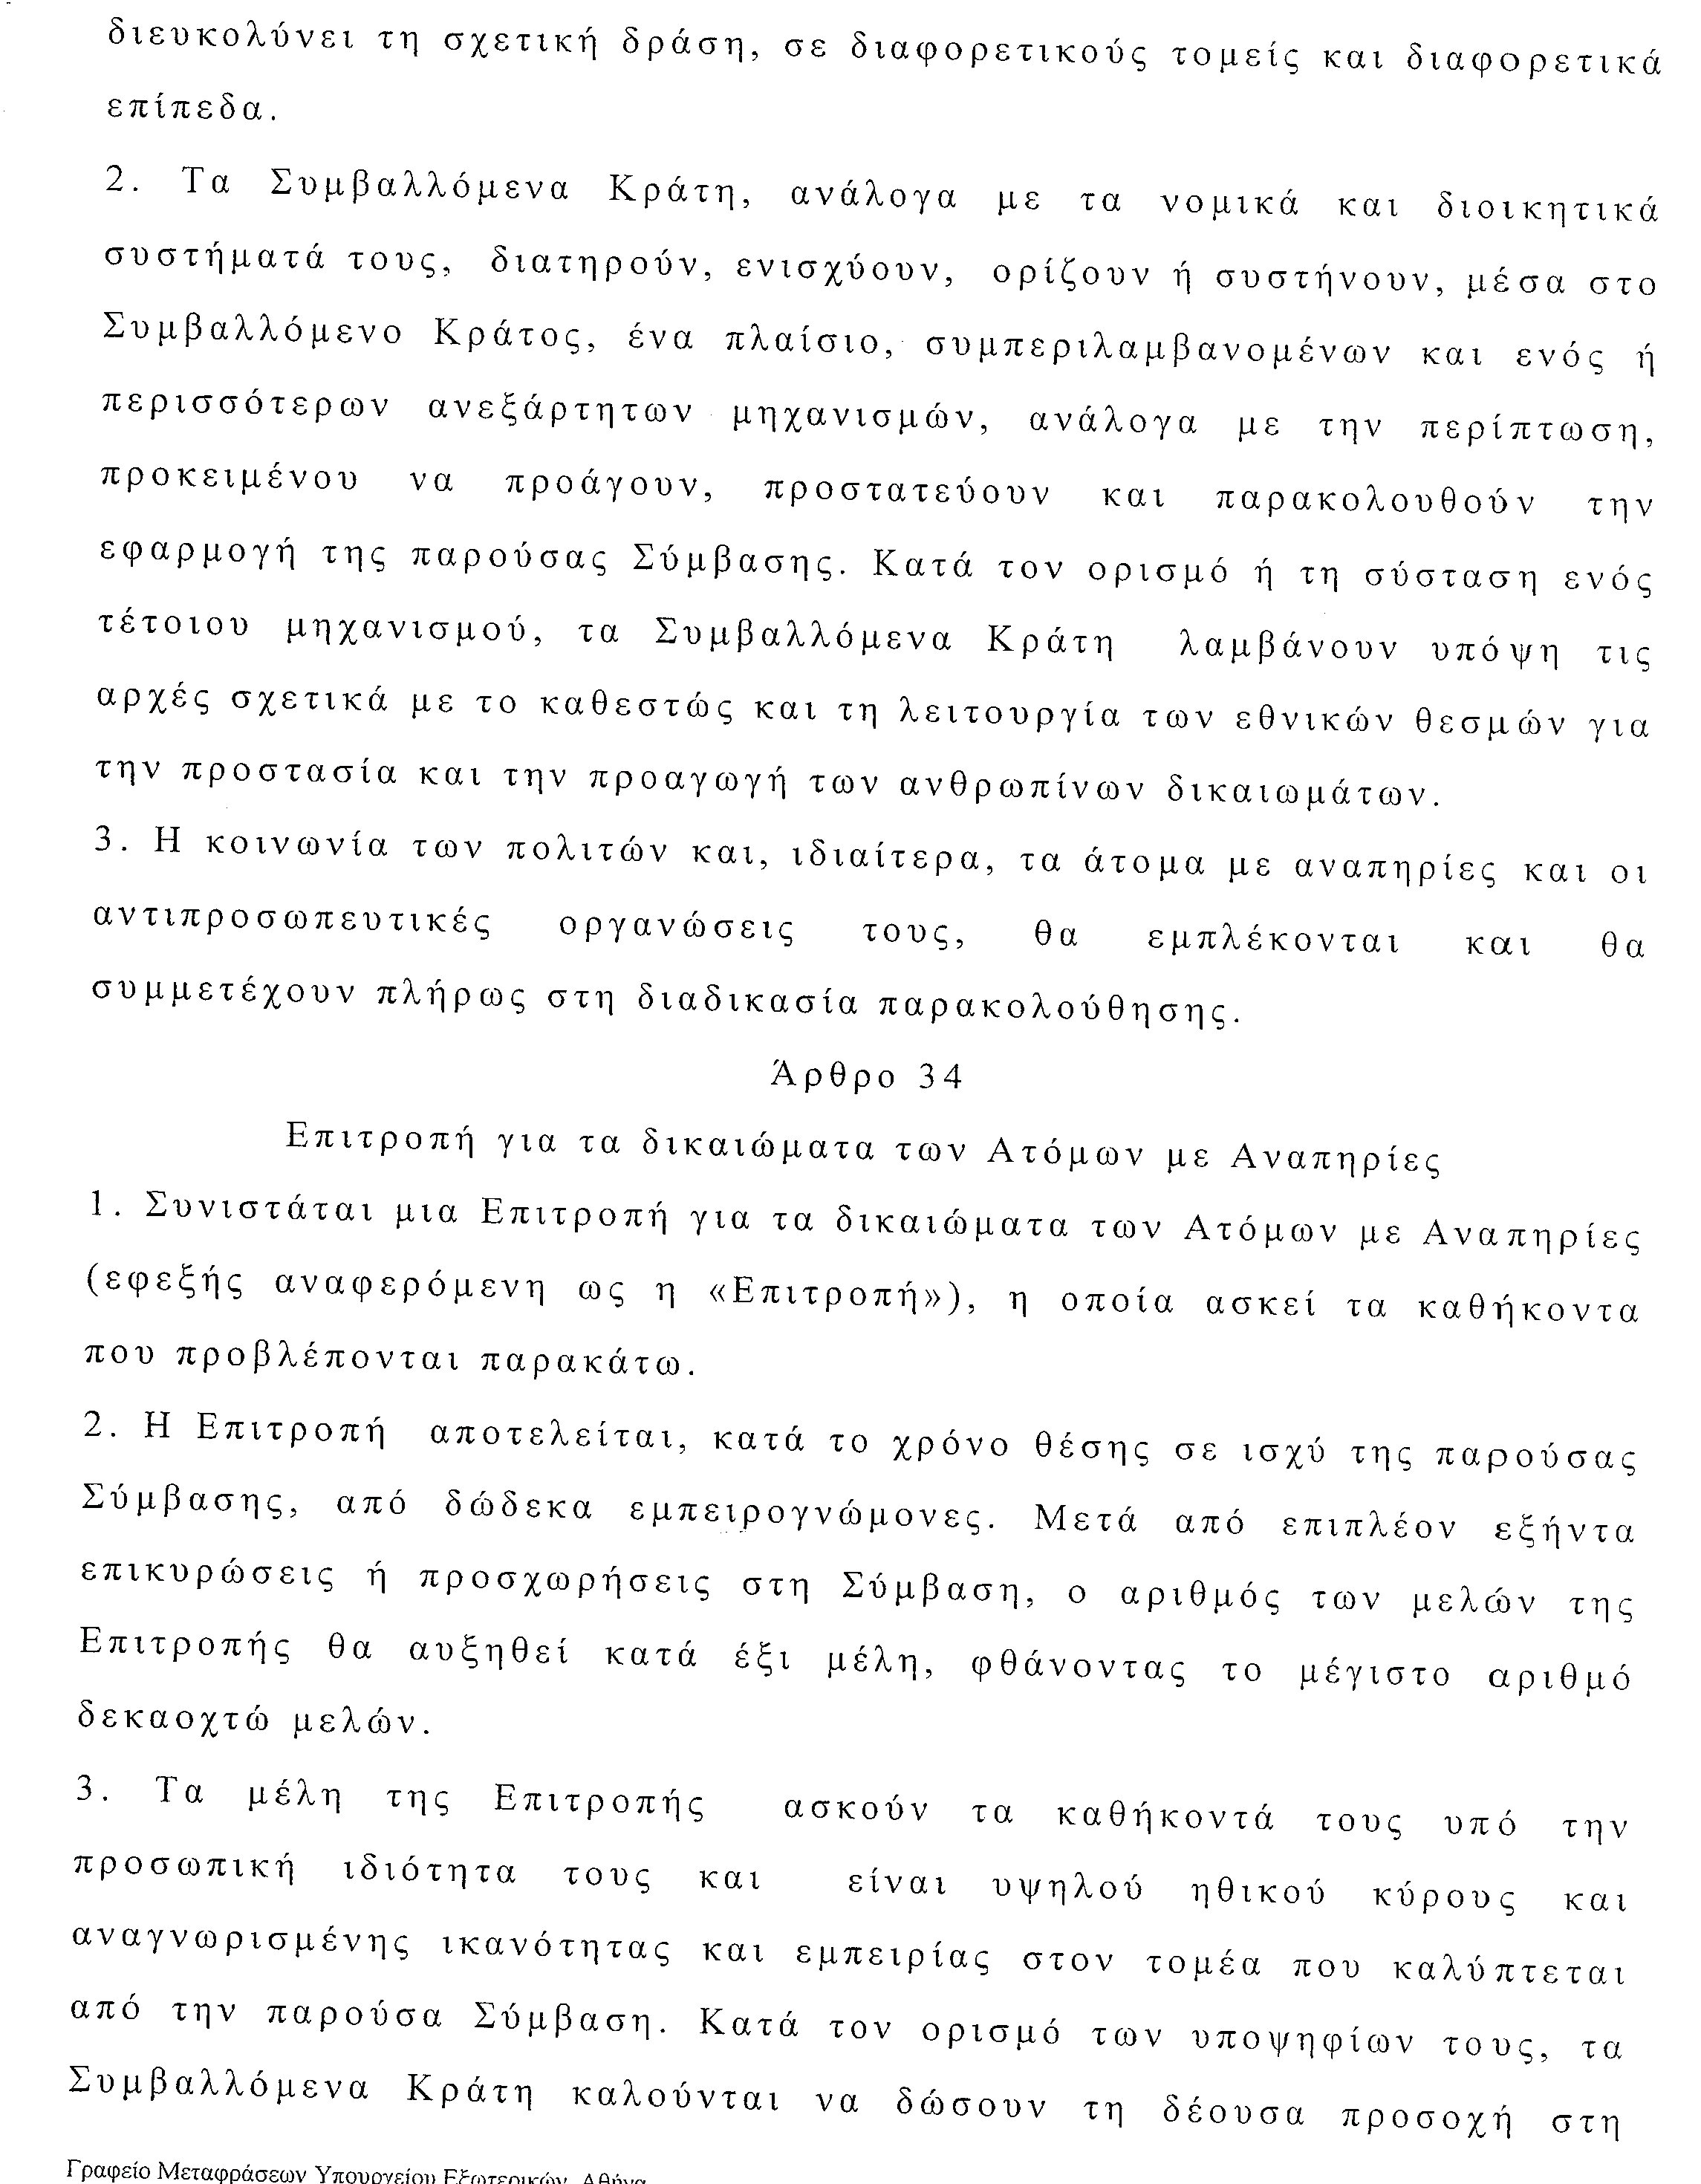 διευκολύνει τη σχετική δράση, σε διαφορετικούς τομείς και διαφορετικά
επίπεδα.
2. Τα Συμβαλλόμενα Κράτη, ανάλογα με τα νομικά και διοικητικά
συστήματά τους, διατηρούν, ενισχύουν, ορίζουν ή συστήνουν, μέσα στο
Συμβαλλόμενο Κράτος, ένα πλαίσιο, συμπεριλαμβανομένων και ενός ή
περισσότερων ανεξάρτητων μηχανισμών, ανάλογα με την περίπτωση,
προκειμένου να προάγουν, προστατεύουν και παρακολουθούν την
εφαρμογή της παρούσας Σύμβασης. Κατά τον ορισμό ή τη σύσταση ενός
τέτοιου μηχανισμού, τα Συμβαλλόμενα Κράτη λαμβάνουν υπόψη τις
αρχές σχετικά με το καθεστώς και τη λειτουργία των εθνικών θεσμών για
την προστασία και την προαγωγή των ανθρωπίνων δικαιωμάτων.
3. Η κοινωνία των πολιτών και, ιδιαίτερα, τα άτομα με αναπηρίες και οι
αντιπροσωπευτικές οργανώσεις τους, θα εμπλέκονται και θα
συμμετέχουν πλήρως στη διαδικασία παρακολούθησης.
Άρθρο 34
Επιτροπή για τα δικαιώματα των Ατόμων με Αναπηρίες
1. Συνιστάται μια Επιτροπή για τα δικαιώματα των Ατόμων με Αναπηρίες
(εφεξής αναφερόμενη ως η «Επιτροπή»), η οποία ασκεί τα καθήκοντα
που προβλέπονται παρακάτω.
2. Η Επιτροπή αποτελείται, κατά το χρόνο θέσης σε ισχύ της παρούσας
Σύμβασης, από δώδεκα εμπειρογνώμονες. Μετά από επιπλέον εξήντα
επικυρώσεις ή προσχωρήσεις στη Σύμβαση, ο αριθμός των μελών της
Επιτροπής θα αυξηθεί κατά έξι μέλη, φθάνοντας το μέγιστο αριθμό
δεκαοχτώ μελών.
3. Τα μέλη της Επιτροπής ασκούν τα καθήκοντά τους υπό την
προσωπική ιδιότητα τους και είναι υψηλού ηθικού κύρους και
αναγνωρισμένης ικανότητας και εμπειρίας στον τομέα που καλύπτεται
από την παρούσα Σύμβαση. Κατά τον ορισμό των υποψηφίων τους, τα
Συμβαλλόμενα Κράτη καλούνται να δώσουν τη δέουσα προσοχή στη
Γραφείο Μεταφράσεων Υπουργείου Εξωτερικών, Αθήνα